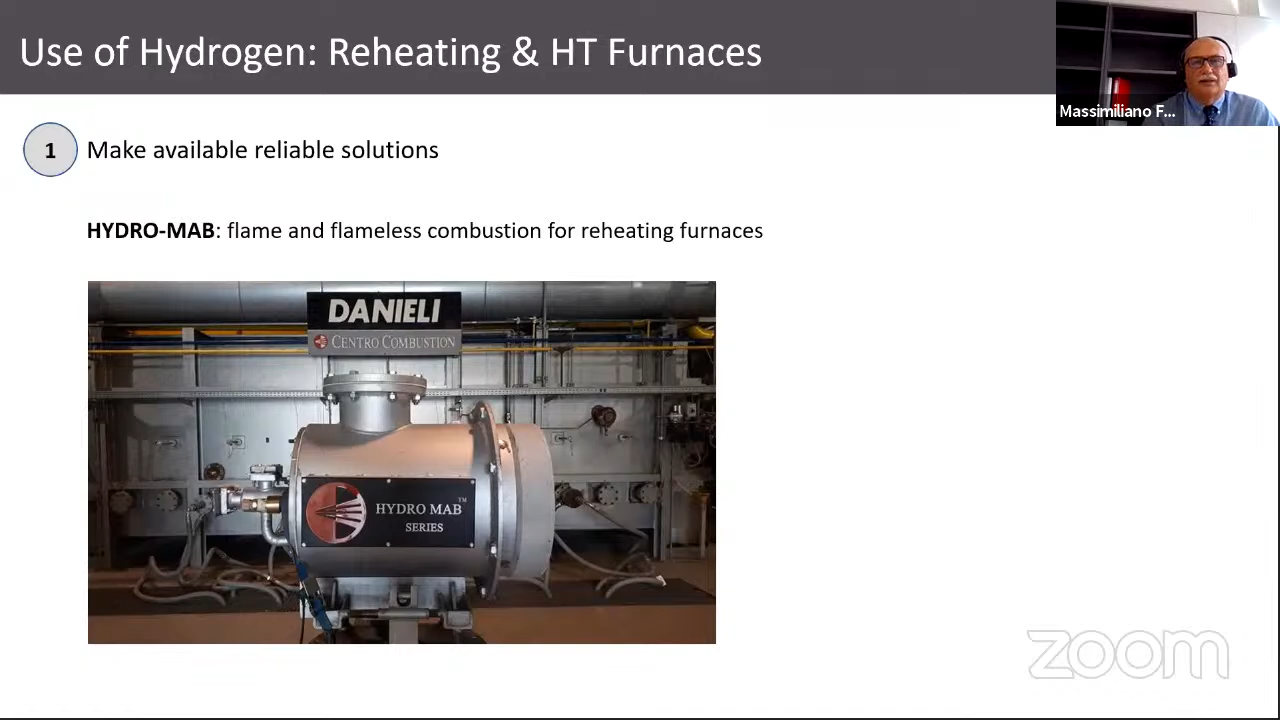 Use of Hydrogen: Reheating & HT Furnaces
Massimiliano F...
1 Make available reliable solutions
HYDRO-MAB: flame and flameless combustion for reheating furnaces
DANIELI
CENTRO COMBUSTION
HYDRO MAB™
SERIES
zoom